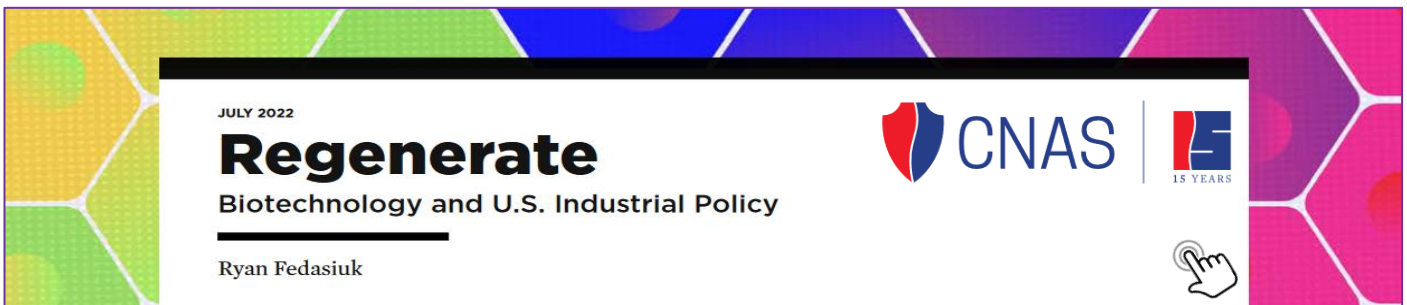 JULY 2022
Regenerate
Biotechnology and U.S. Industrial Policy
Ryan Fedasiuk
CNAS
15 YEARS